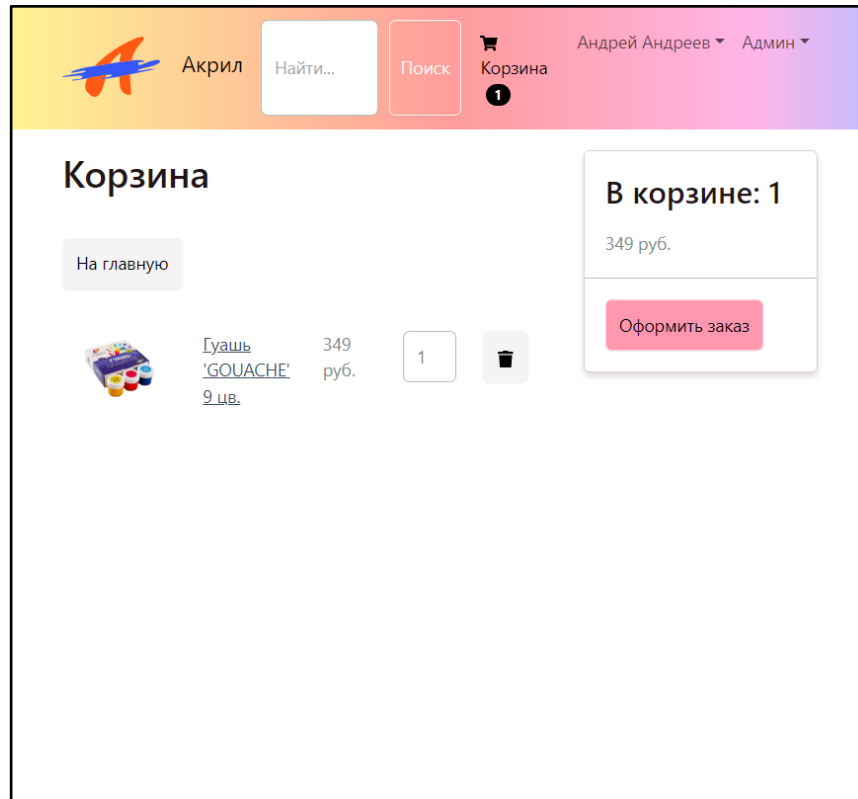 Акрил
Найти...
Поиск
Корзина
1
Андрей Андреев
Админ
Корзина
На главную
Гуашь
'GOUACHE'
9 цв.
349
руб.
1
В корзине: 1
349 руб.
Оформить заказ